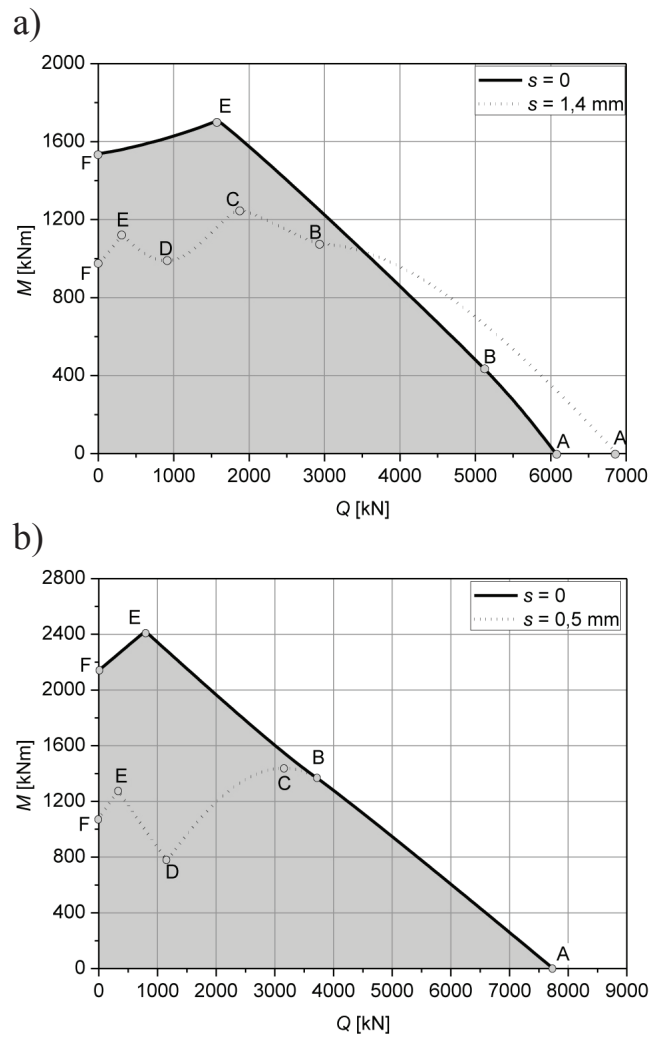 a)
2000
1600
1200
800
400
0
M [kNm]
s = 0
s = 1,4 mm
E
F
E
C
D
B
F
B
A
A
0 1000 2000 3000 4000 5000 6000 7000
Q [kN]
b)
2800
2400
2000
1600
1200
800
400
0
M [kNm]
s = 0
s = 0,5 mm
E
F
B
E
C
F
D
A
0 1000 2000 3000 4000 5000 6000 7000 8000 9000
Q [kN]